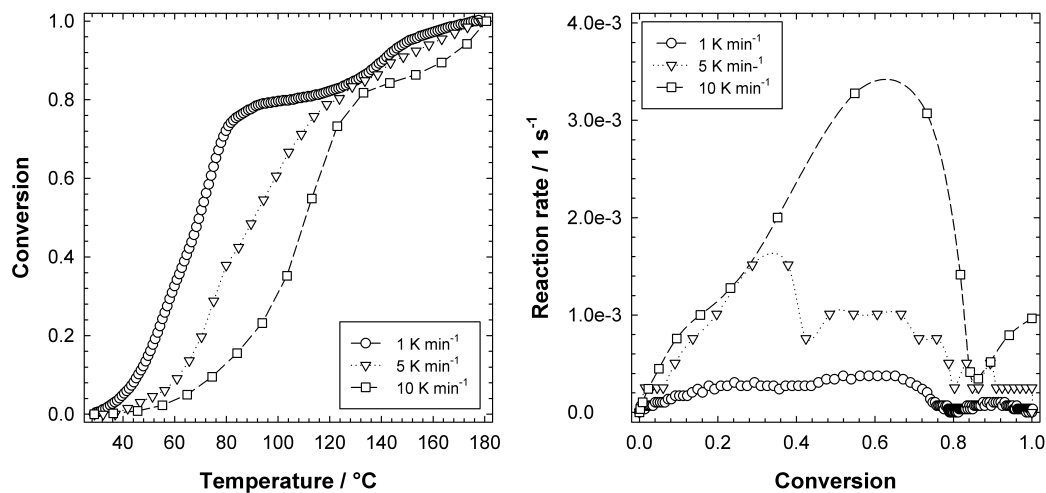 1.0
0.8
0.6
0.4
0.2
0.0
Conversion
40 60 80 100 120 140 160 180
Temperature / °C
1 K min-1
5 K min-1
10 K min-1
4.0e-3
3.0e-3
2.0e-3
1.0e-3
0.0
Reaction rate / 1 s-1
1 K min-1
5 K min-1
10 K min-1
0.0 0.2 0.4 0.6 0.8 1.0
Conversion